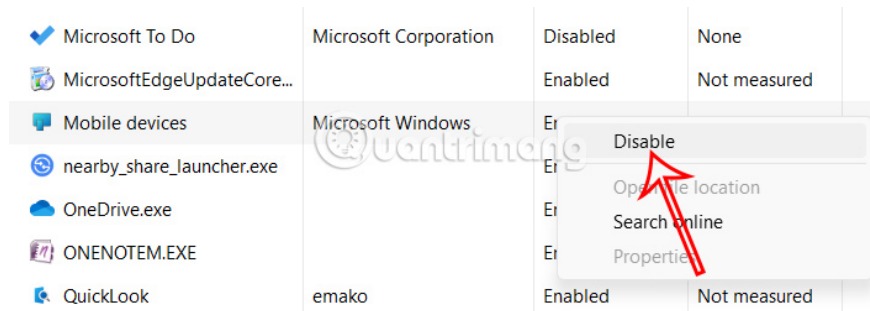 Microsoft To Do Microsoft Corporation Disabled None
MicrosoftEdgeUpdateCore... Enabled Not measured
Mobile devices Microsoft Windows
Quantrimang
Disable
nearby_share_launcher.exe
Open file location
OneDrive.exe
Search online
ONENOTEM.EXE
Properties
QuickLook emako Enabled Not measured